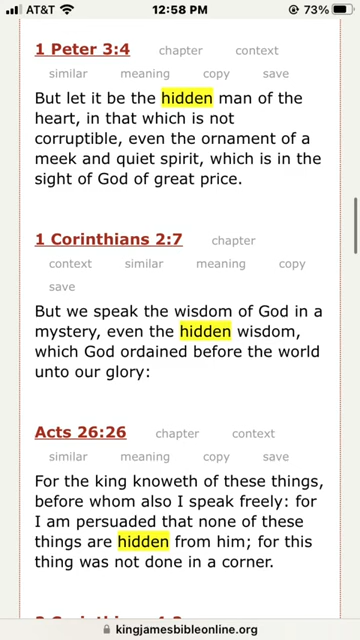 AT&T 12:58 PM 73%
1 Peter 3:4 chapter context
similar meaning copy save
But let it be the hidden man of the
heart, in that which is not
corruptible, even the ornament of a
meek and quiet spirit, which is in the
sight of God of great price.
1 Corinthians 2:7 chapter
context similar meaning copy
save
But we speak the wisdom of God in a
mystery, even the hidden wisdom,
which God ordained before the world
unto our glory:
Acts 26:26 chapter context
similar meaning copy save
For the king knoweth of these things,
before whom also I speak freely: for
I am persuaded that none of these
things are hidden from him; for this
thing was not done in a corner.
kingjamesbibleonline.org